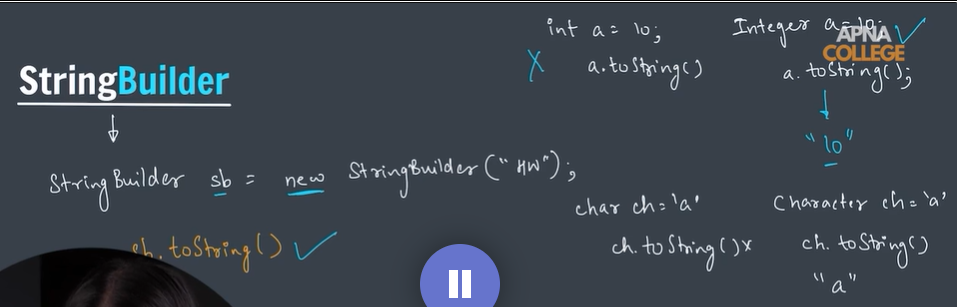 int a = 10;
Integer a=10;
APNA
COLLEGE
X a.toString()
a.toString();
StringBuilder
"10"
StringBuilder sb = new StringBuilder("HW");
char ch='a'
Character ch='a'
sb.toString()
ch.toString()x
ch.toString()
"a"